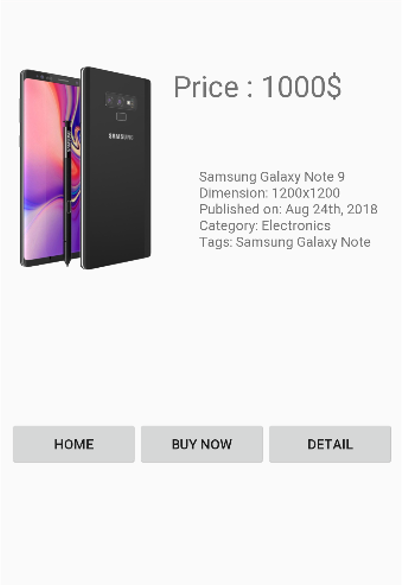 Price : 1000$
SAMSUNG
Samsung Galaxy Note 9
Dimension: 1200x1200
Published on: Aug 24th, 2018
Category: Electronics
Tags: Samsung Galaxy Note
HOME
BUY NOW
DETAIL